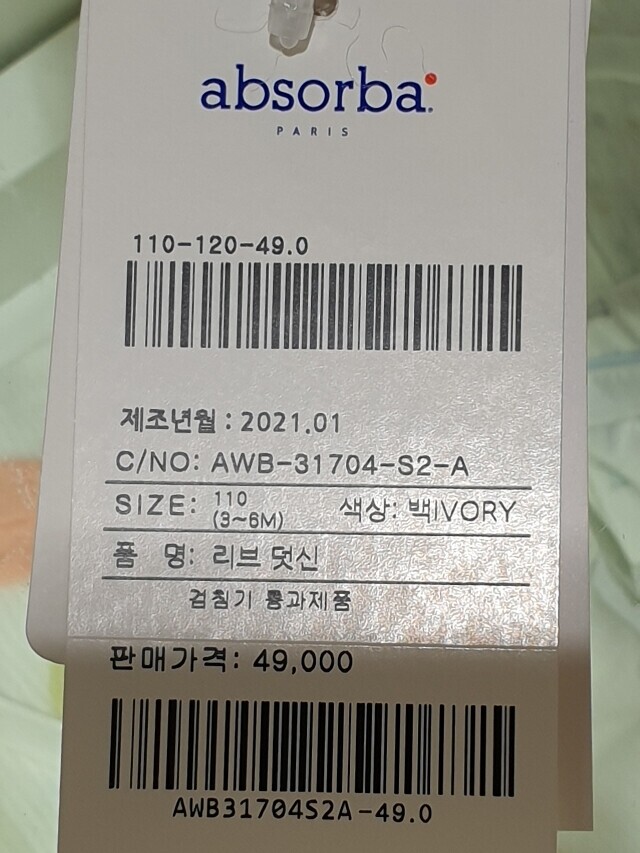 absorba
PARIS
110-120-49.0
제조년월 : 2021.01
C/NO: AWB-31704-S2-A
SIZE: 110 (3~6M) 색상: 백IVORY
품 명: 리브 덧신
검침기 통과제품
판매가격: 49,000
AWB31704S2A-49.0